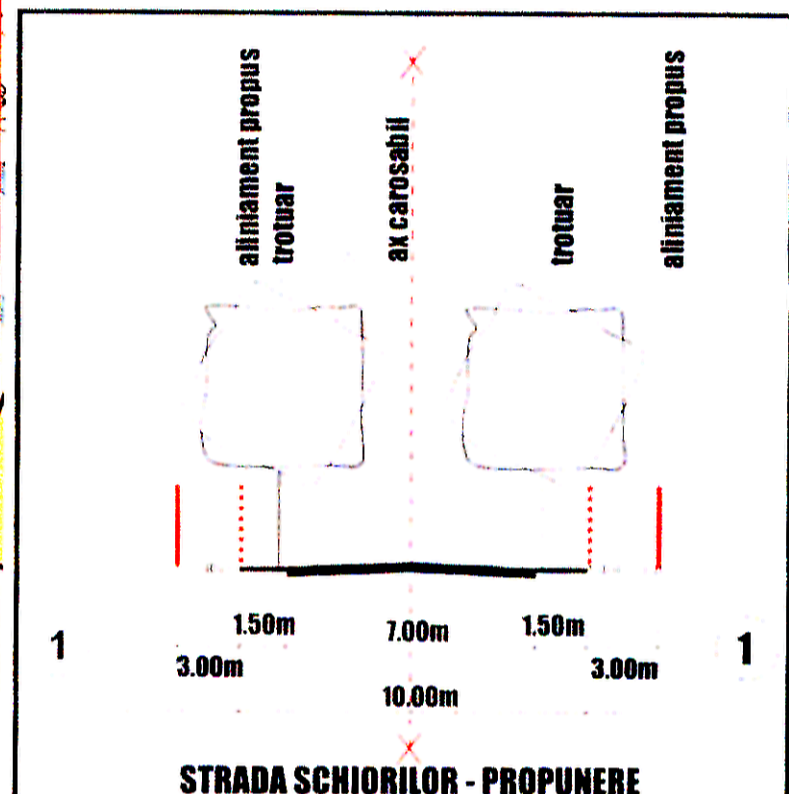 aliniament propus
trotuar
ax carosabil
trotuar
aliniament propus
1.50m
7.00m
1.50m
1
3.00m
3.00m
1
10.00m
STRADA SCHIORILOR - PROPUNERE